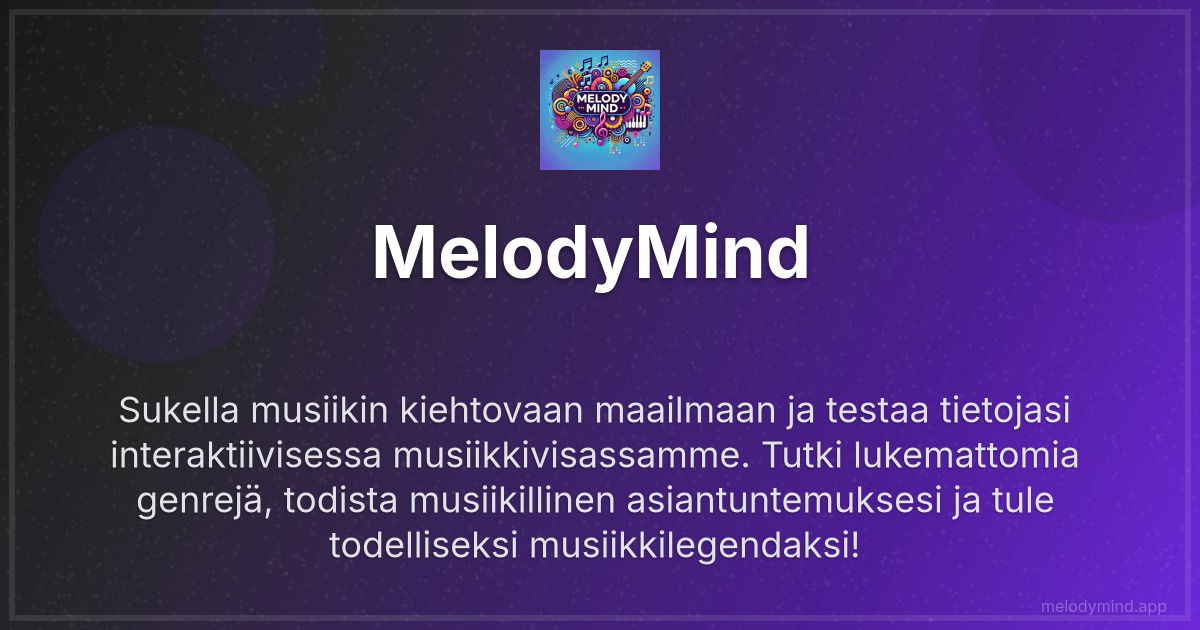 MELODY
MIND
MelodyMind
Sukella musiikin kiehtovaan maailmaan ja testaa tietojasi
interaktiivisessa musiikkivisassamme. Tutki lukemattomia
genrejä, todista musiikillinen asiantuntemuksesi ja tule
todelliseksi musiikkilegendaksi!
melodymind.app